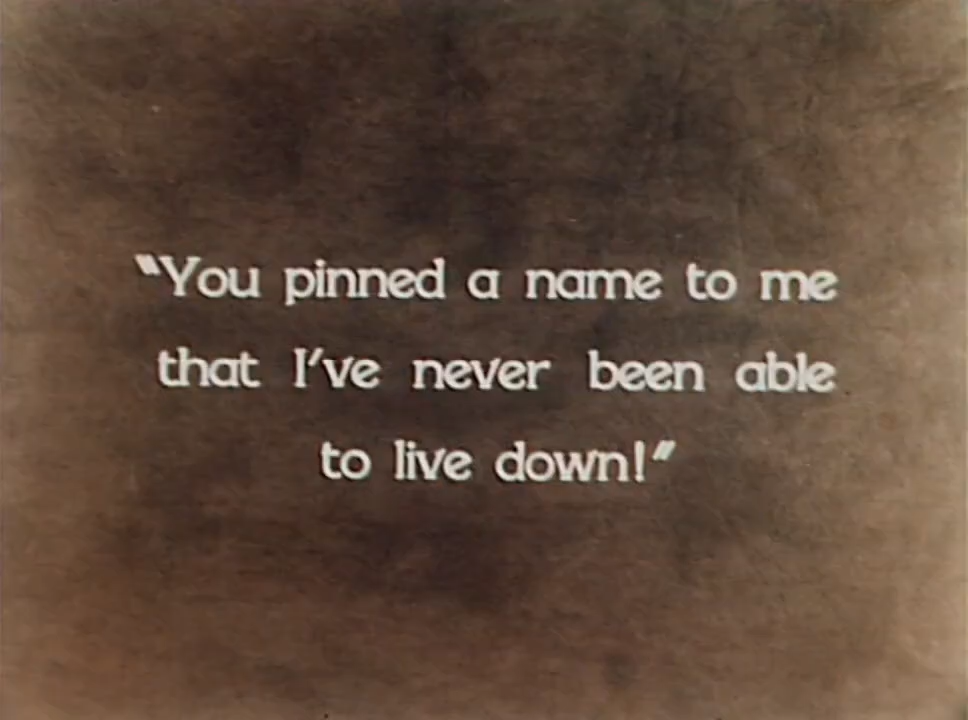 "You pinned a name to me
that I've never been able
to live down!"